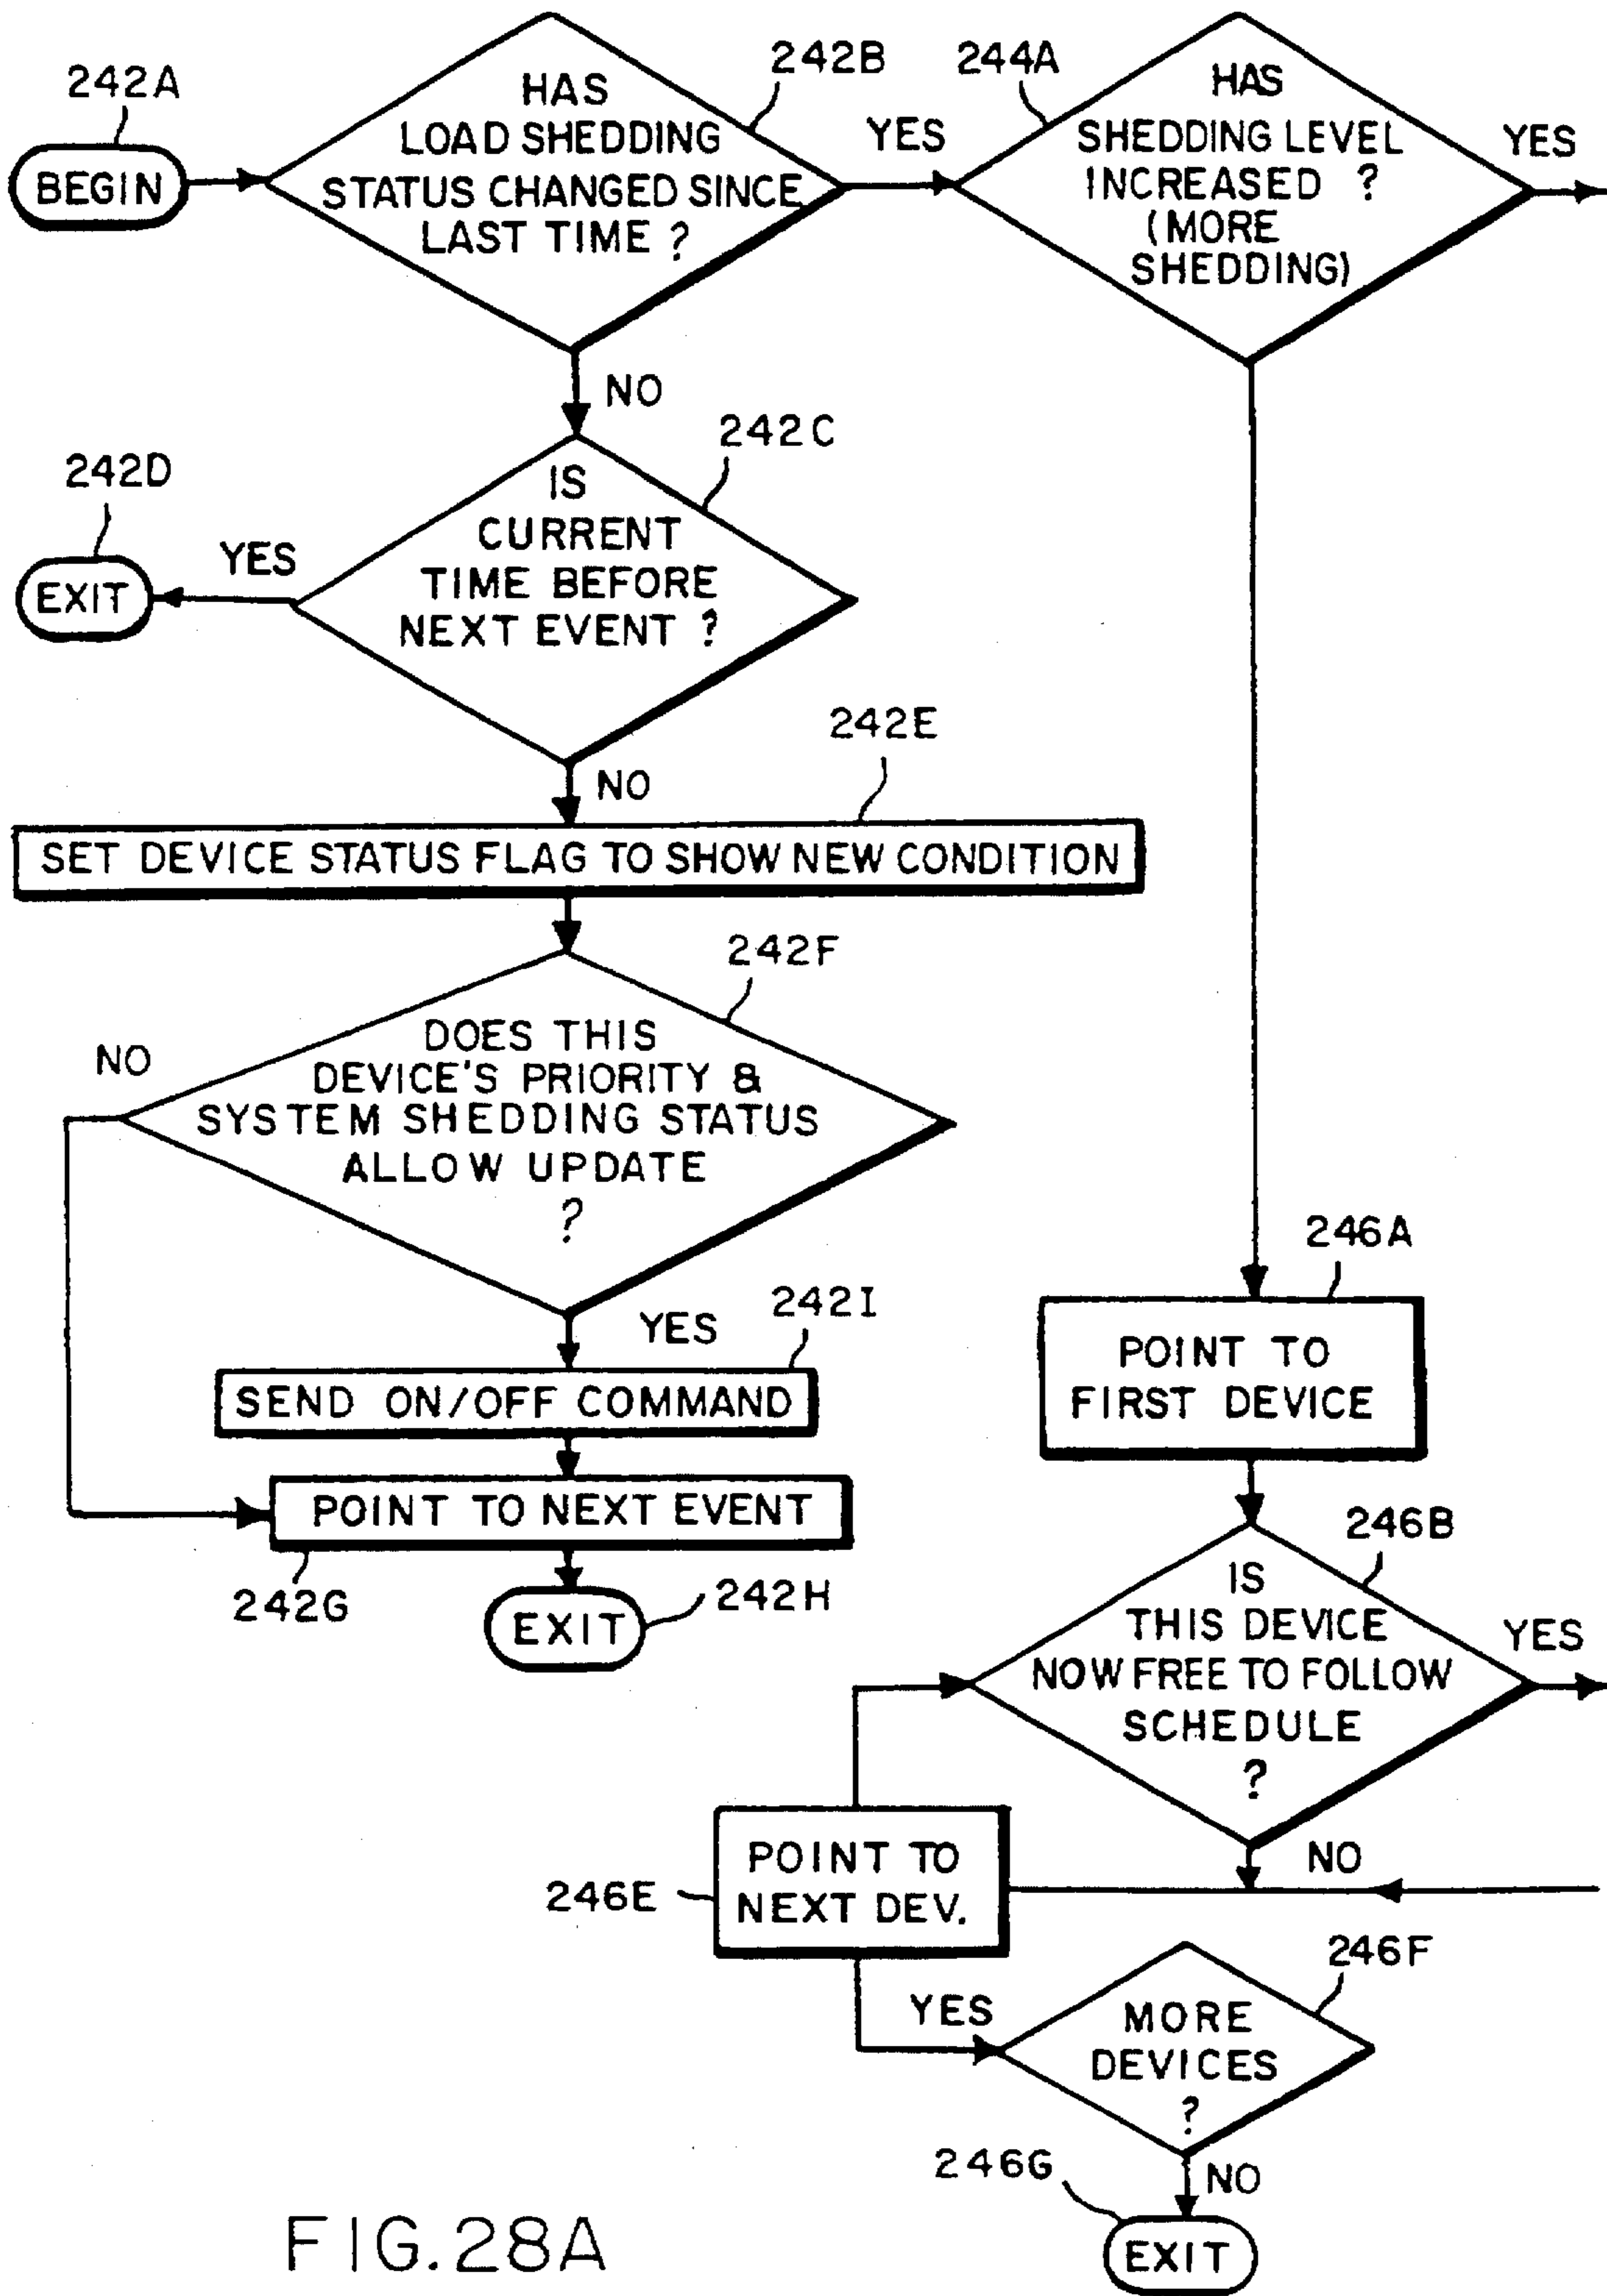 242A
BEGIN
HAS
LOAD SHEDDING
STATUS CHANGED SINCE
LAST TIME ?
242B
YES
244A
HAS
SHEDDING LEVEL
INCREASED ?
(MORE
SHEDDING)
YES
NO
242C
242D
EXIT
YES
IS
CURRENT
TIME BEFORE
NEXT EVENT ?
NO
242E
SET DEVICE STATUS FLAG TO SHOW NEW CONDITION
242F
NO
DOES THIS
DEVICE'S PRIORITY &
SYSTEM SHEDDING STATUS
ALLOW UPDATE
?
YES
242I
SEND ON/OFF COMMAND
POINT TO NEXT EVENT
242G
EXIT
242H
246A
POINT TO
FIRST DEVICE
246B
IS
THIS DEVICE
NOW FREE TO FOLLOW
SCHEDULE
?
YES
NO
246E
POINT TO
NEXT DEV.
246F
YES
MORE
DEVICES
?
NO
246G
EXIT
FIG.28A